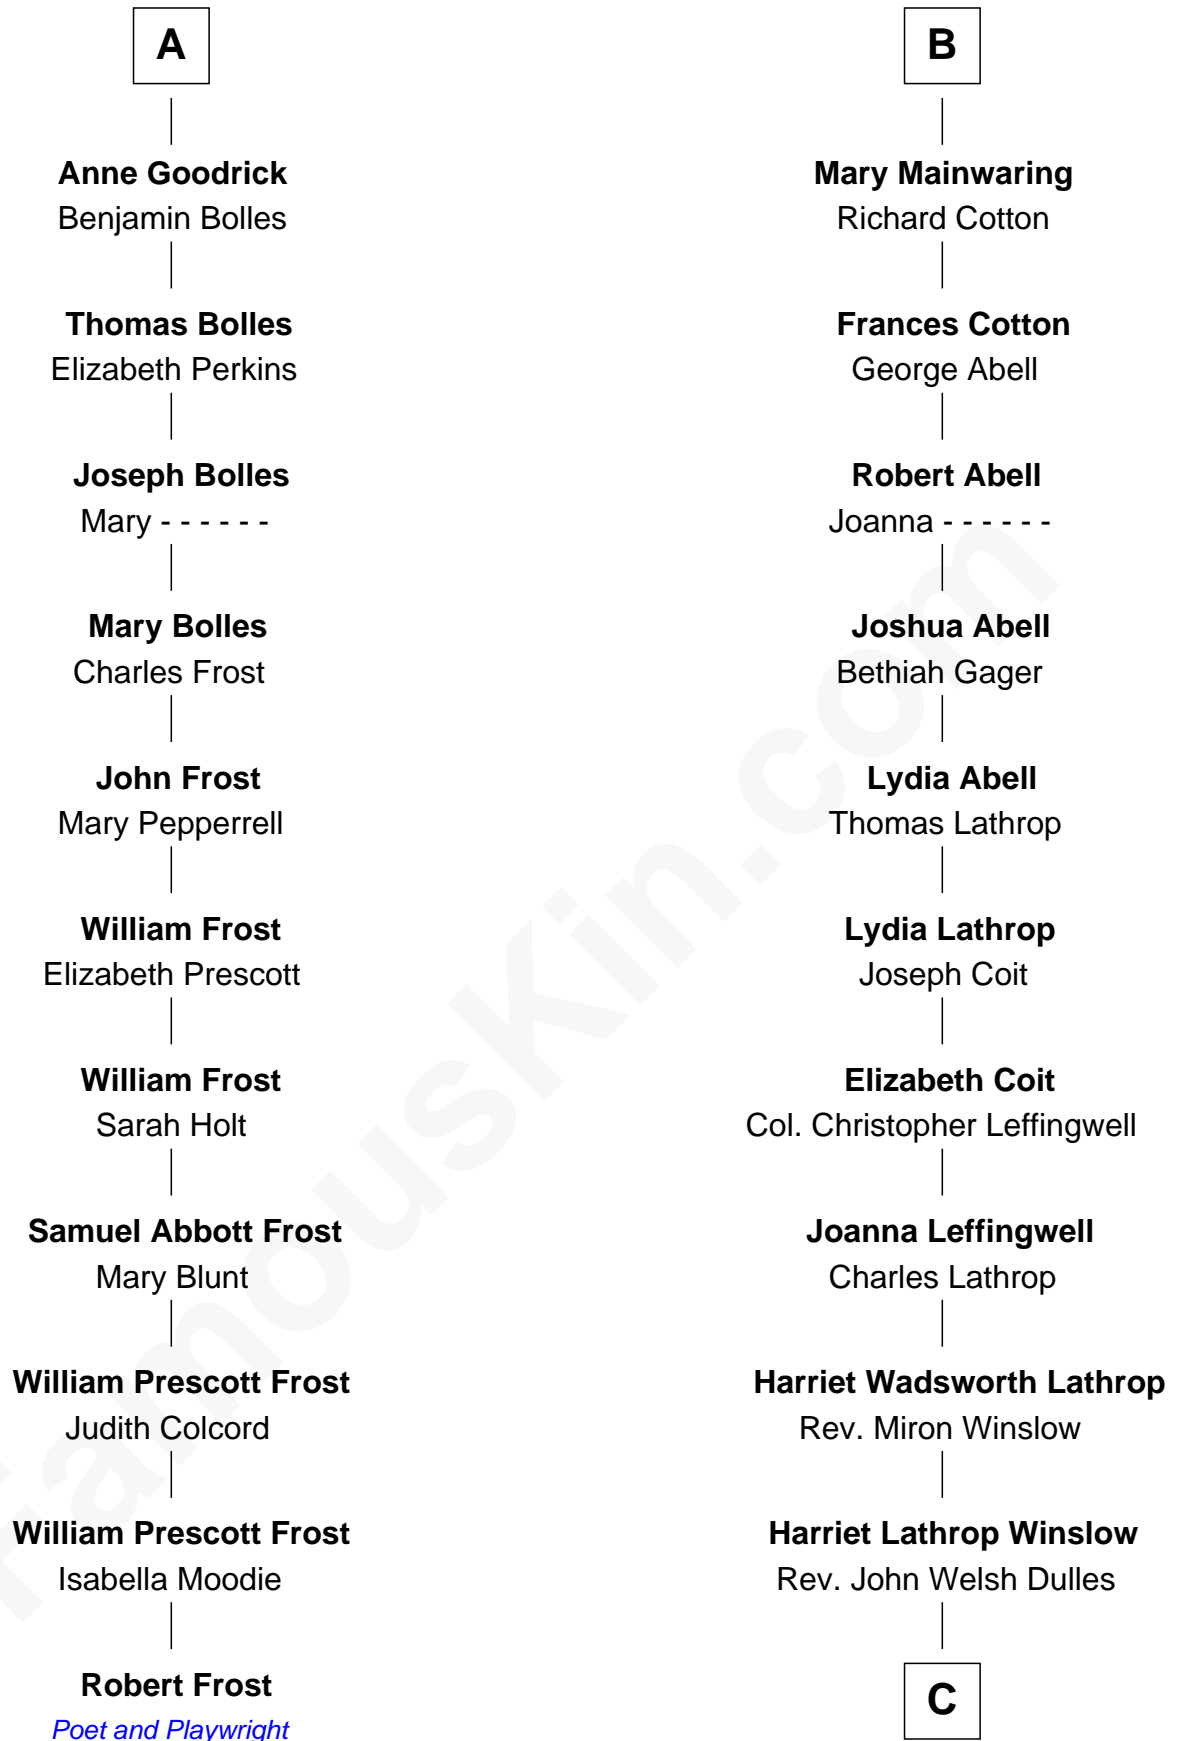 A
Anne Goodrick
Benjamin Bolles
Thomas Bolles
Elizabeth Perkins
Joseph Bolles
Mary - - - - - -
Mary Bolles
Charles Frost
John Frost
Mary Pepperrell
William Frost
Elizabeth Prescott
William Frost
Sarah Holt
Samuel Abbott Frost
Mary Blunt
William Prescott Frost
Judith Colcord
William Prescott Frost
Isabella Moodie
Robert Frost
Poet and Playwright
B
Mary Mainwaring
Richard Cotton
Frances Cotton
George Abell
Robert Abell
Joanna - - - - - -
Joshua Abell
Bethiah Gager
Lydia Abell
Thomas Lathrop
Lydia Lathrop
Joseph Coit
Elizabeth Coit
Col. Christopher Leffingwell
Joanna Leffingwell
Charles Lathrop
Harriet Wadsworth Lathrop
Rev. Miron Winslow
Harriet Lathrop Winslow
Rev. John Welsh Dulles
C
FamousKin.com